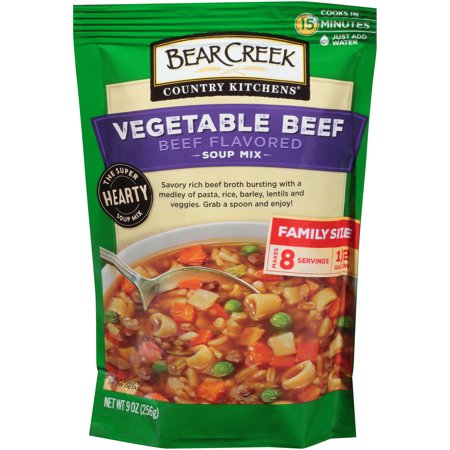 COOKS IN
15 MINUTES
JUST ADD
WATER
BEAR CREEK
COUNTRY KITCHENS®
VEGETABLE BEEF
BEEF FLAVORED
SOUP MIX
THE SUPER
HEARTY
SOUP MIX
Savory rich beef broth bursting with a
medley of pasta, rice, barley, lentils and
veggies. Grab a spoon and enjoy!
FAMILY SIZE
MAKES
8 SERVINGS
1/2
NET WT 9 OZ (256g)